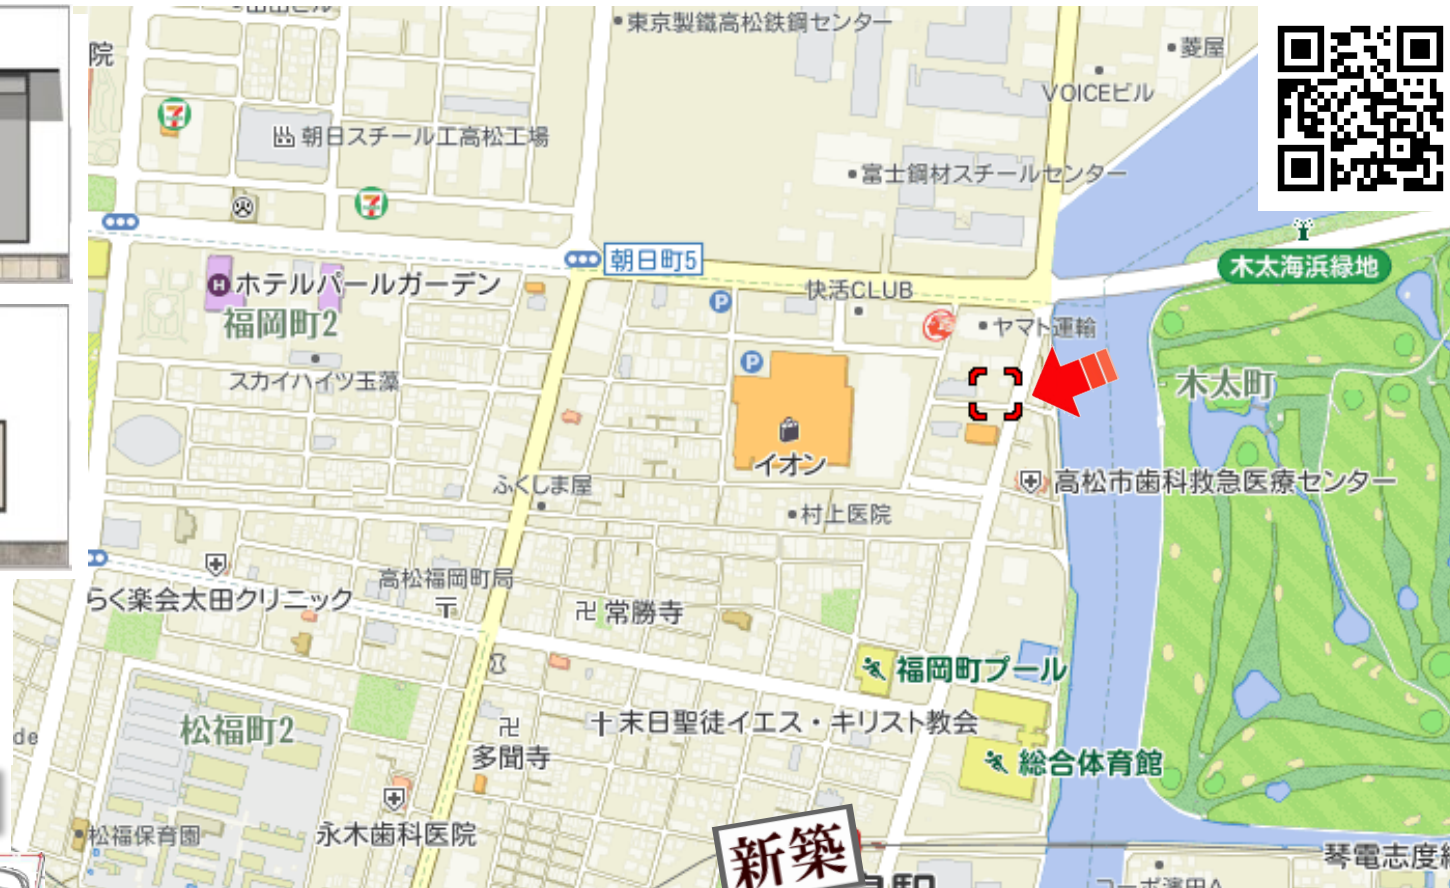 東京製鐵高松鉄鋼センター
院
菱屋
VOICEビル
朝日スチール工高松工場
富士鋼材スチールセンター
朝日町5
木太海浜緑地
ホテルパールガーデン
快活CLUB
福岡町2
ヤマト運輸
スカイハイツ玉藻
木太町
イオン
ふくしま屋
高松市歯科救急医療センター
村上医院
高松福岡町局
らく楽会太田クリニック
常勝寺
福岡町プール
松福町2
末日聖徒イエス・キリスト教会
de
多聞寺
総合体育館
松福保育園
永木歯科医院
新築
琴電志度